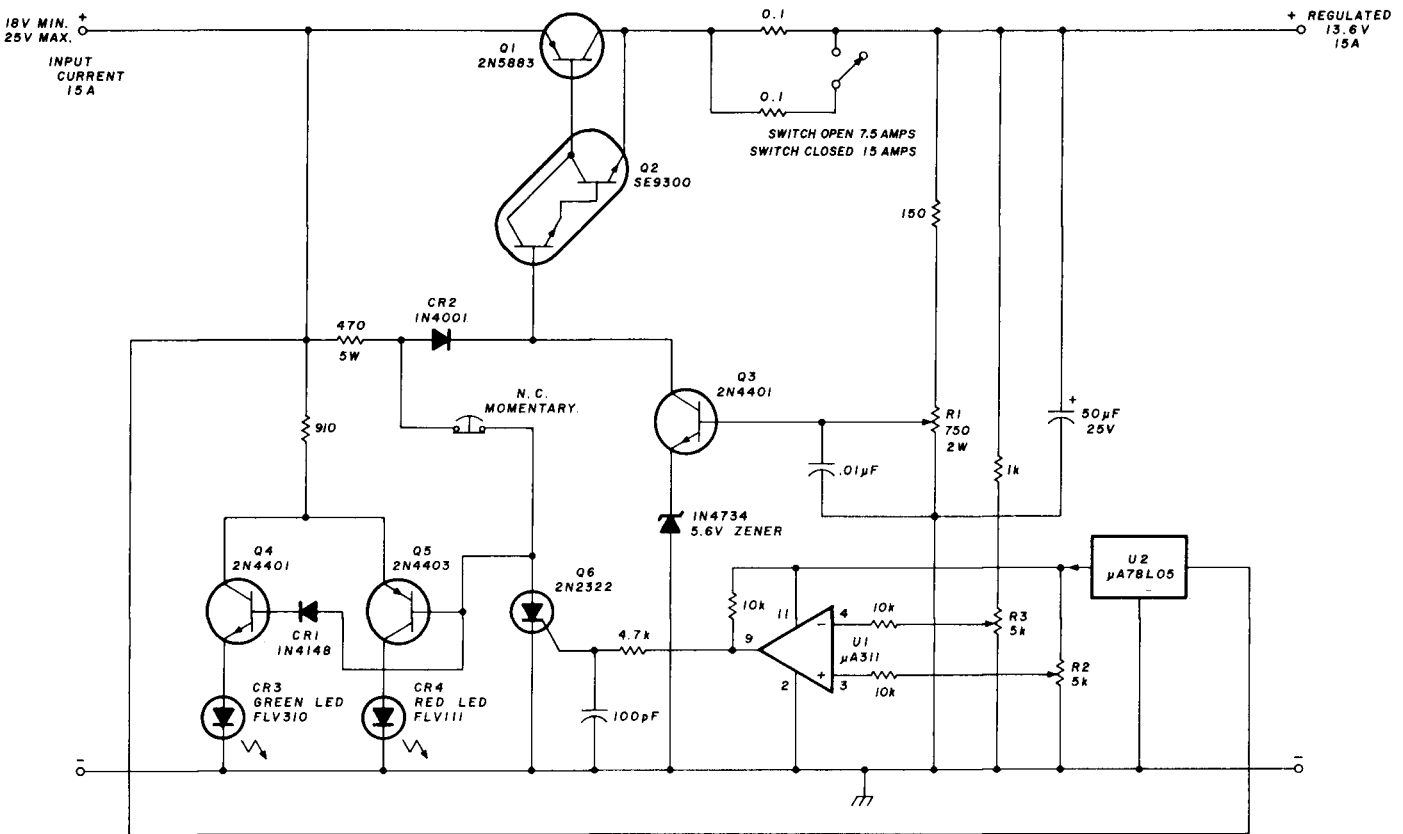 18V MIN.
25V MAX.
+
INPUT
CURRENT
15A
Q1
2N5883
0.1
0.1
SWITCH OPEN 7.5 AMPS
SWITCH CLOSED 15 AMPS
+ REGULATED
13.6V
15A
Q2
SE9300
150
CR2
1N4001
470
5W
N.C.
MOMENTARY.
Q3
2N4401
R1
750
2W
+
50µF
25V
.01µF
1k
910
1N4734
5.6V ZENER
Q4
2N4401
Q5
2N4403
Q6
2N2322
CR1
1N4148
4.7k
10k
11
9
2
4
3
-
+
U1
µA311
10k
10k
R3
5k
R2
5k
U2
µA78L05
-
CR3
GREEN LED
FLV310
CR4
RED LED
FLV111
100pF
-
-